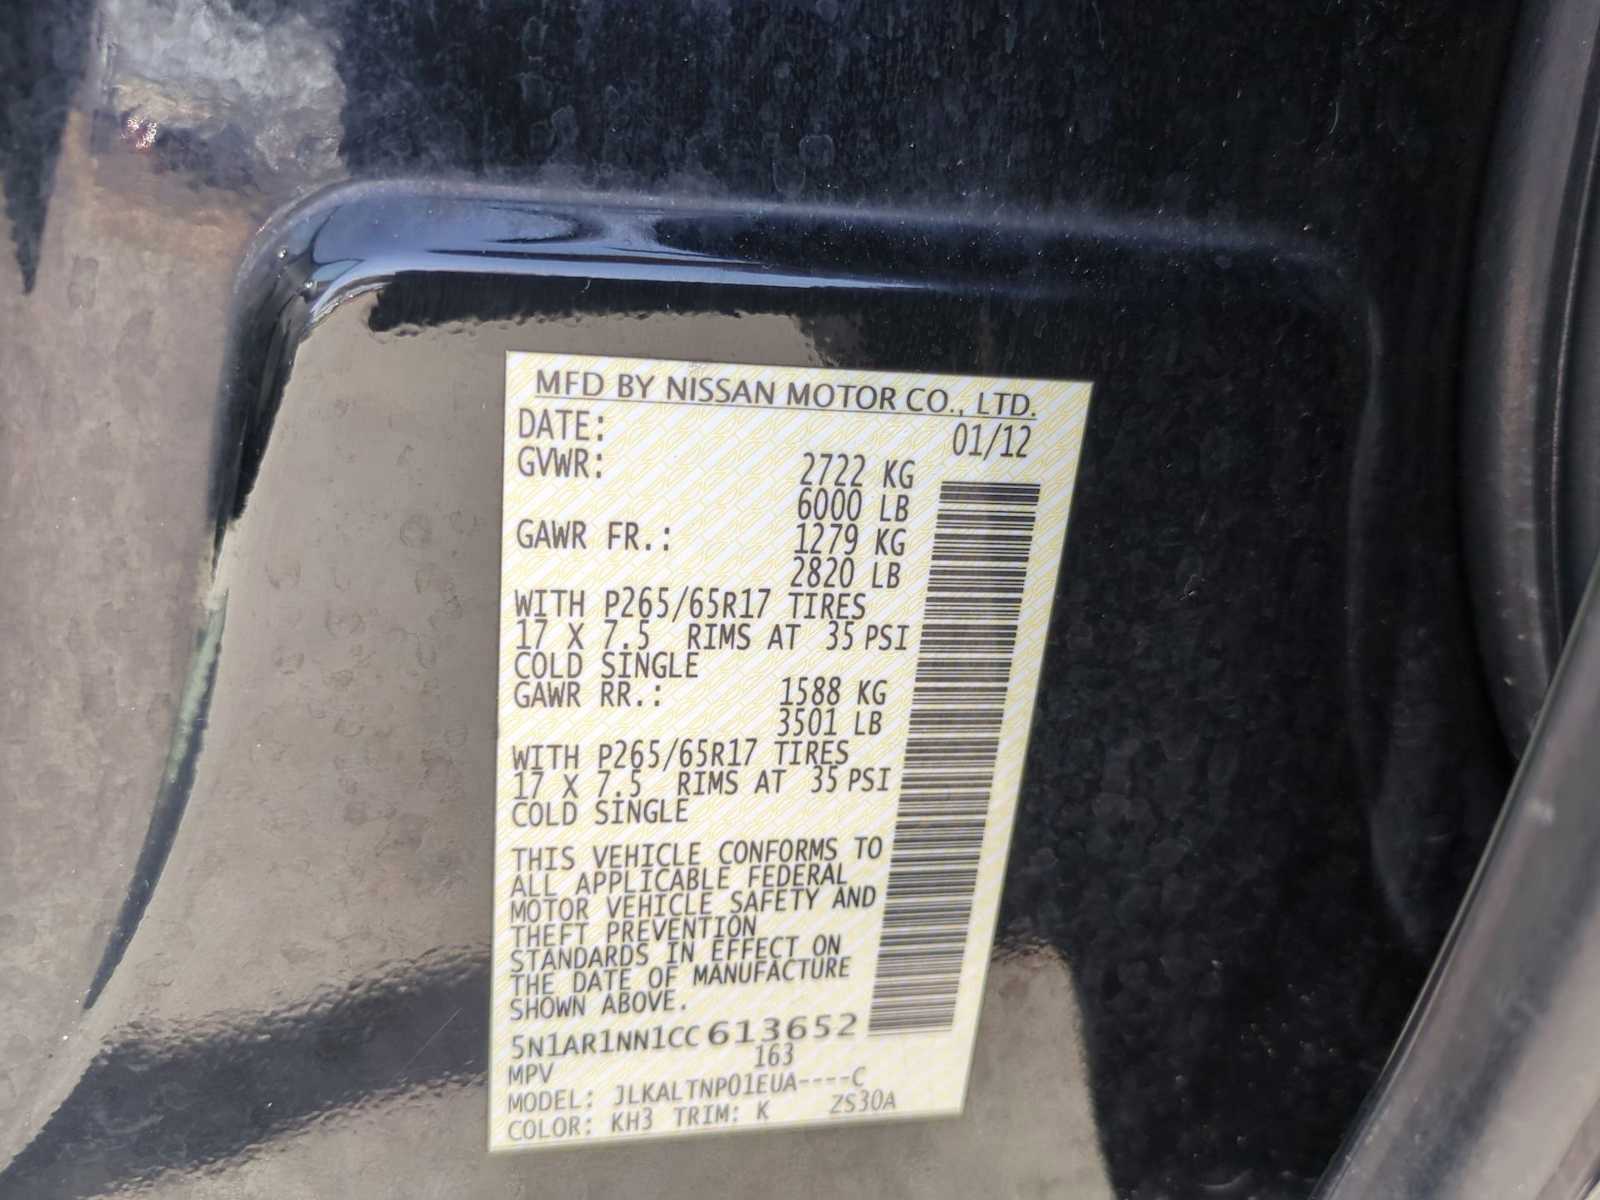 MFD BY NISSAN MOTOR CO., LTD.
DATE: 01/12
GVWR: 2722 KG
6000 LB
GAWR FR.: 1279 KG
2820 LB
WITH P265/65R17 TIRES
17 X 7.5 RIMS AT 35 PSI
COLD SINGLE
GAWR RR.: 1588 KG
3501 LB
WITH P265/65R17 TIRES
17 X 7.5 RIMS AT 35 PSI
COLD SINGLE
THIS VEHICLE CONFORMS TO
ALL APPLICABLE FEDERAL
MOTOR VEHICLE SAFETY AND
THEFT PREVENTION
STANDARDS IN EFFECT ON
THE DATE OF MANUFACTURE
SHOWN ABOVE.
5N1AR1NN1CC613652
MPV 163
MODEL: JLKALTNP01EUA----C
COLOR: KH3 TRIM: K ZS30A